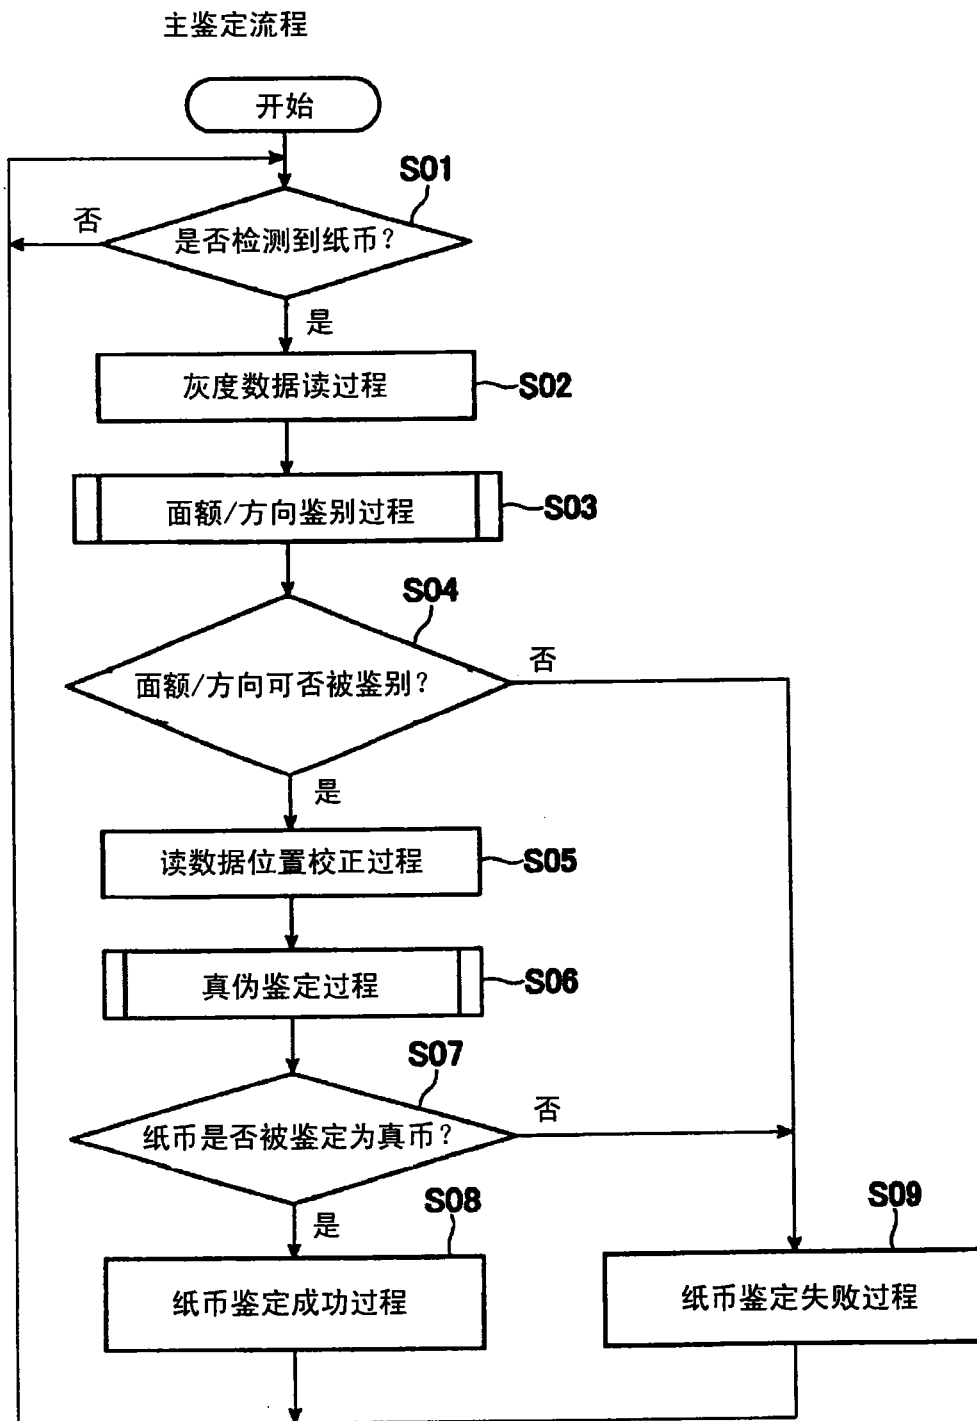 主鉴定流程
开始
S01
否
是否检测到纸币?
是
灰度数据读过程
S02
面额/方向鉴别过程
S03
S04
否
面额/方向可否被鉴别?
是
读数据位置校正过程
S05
真伪鉴定过程
S06
S07
否
纸币是否被鉴定为真币?
S08
是
S09
纸币鉴定成功过程
纸币鉴定失败过程